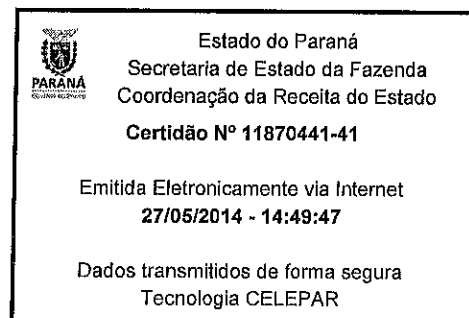 PARANÁ
Estado do Paraná
Secretaria de Estado da Fazenda
Coordenação da Receita do Estado
Certidão Nº 11870441-41
Emitida Eletronicamente via Internet
27/05/2014 - 14:49:47
Dados transmitidos de forma segura
Tecnologia CELEPAR